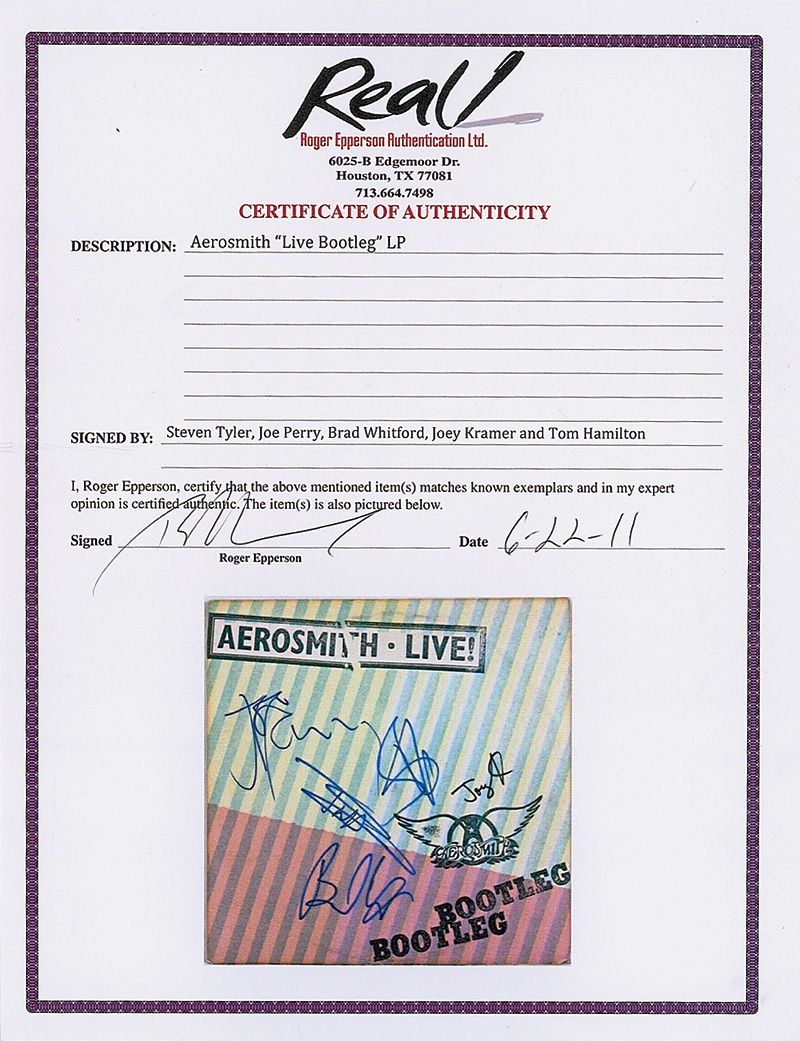 Real!
Roger Epperson Authentication Ltd.
6025-B Edgemoor Dr.
Houston, TX 77081
713.664.7498
CERTIFICATE OF AUTHENTICITY
DESCRIPTION: Aerosmith “Live Bootleg” LP
SIGNED BY: Steven Tyler, Joe Perry, Brad Whitford, Joey Kramer and Tom Hamilton
I, Roger Epperson, certify that the above mentioned item(s) matches known exemplars and in my expert
opinion is certified authentic. The item(s) is also pictured below.
Signed Date 6-22-11
Roger Epperson
AEROSMITH · LIVE!
AEROSMITH
BOOTLEG
BOOTLEG